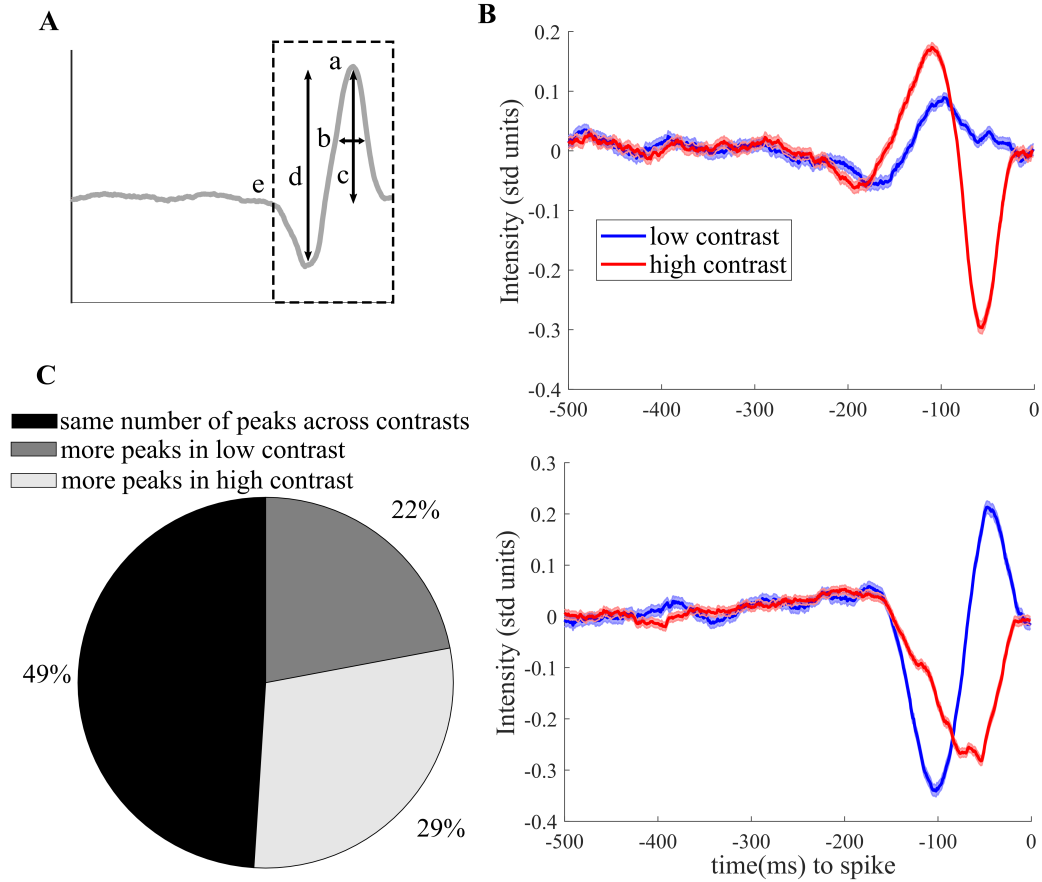 A
a
b
c
d
e
B
0.2
0.1
0
-0.1
-0.2
-0.3
-0.4
Intensity (std units)
low contrast
high contrast
-500 -400 -300 -200 -100 0
C
same number of peaks across contrasts
more peaks in low contrast
more peaks in high contrast
22%
49%
29%
0.3
0.2
0.1
0
-0.1
-0.2
-0.3
-0.4
Intensity (std units)
-500 -400 -300 -200 -100 0
time(ms) to spike